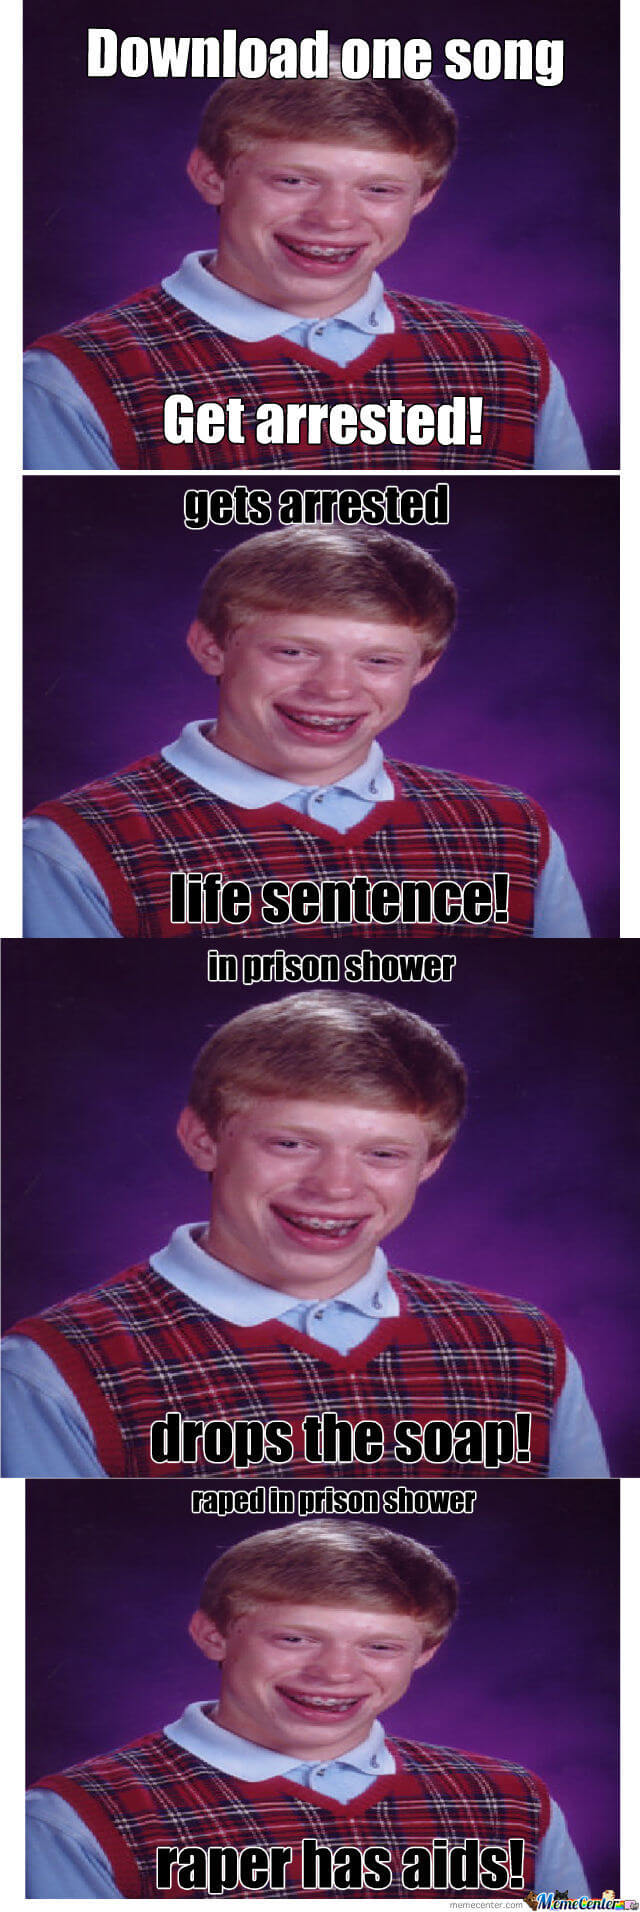 Download one song
Get arrested!
gets arrested
life sentence!
in prison shower
drops the soap!
raped in prison shower
raper has aids!
memecenter.com MemeCenter